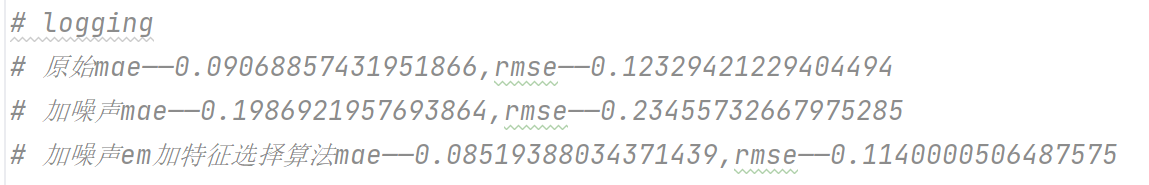 # logging
# 原始mae——0.09068857431951866,rmse——0.12329421229404494
# 加噪声mae——0.1986921957693864,rmse——0.23455732667975285
# 加噪声em加特征选择算法mae——0.08519388034371439,rmse——0.1140000506487575